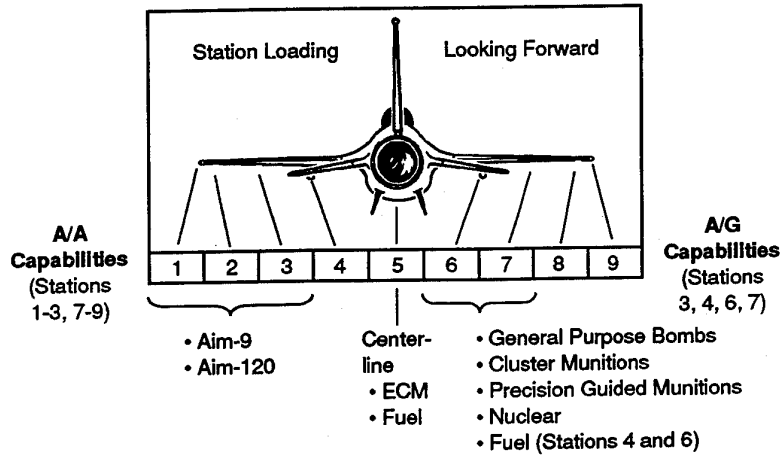 Station Loading
Looking Forward
A/A
Capabilities
(Stations
1-3, 7-9)
1 2 3 4 5 6 7 8 9
A/G
Capabilities
(Stations
3, 4, 6, 7)
• Aim-9
• Aim-120
Center-
line
• ECM
• Fuel
• General Purpose Bombs
• Cluster Munitions
• Precision Guided Munitions
• Nuclear
• Fuel (Stations 4 and 6)